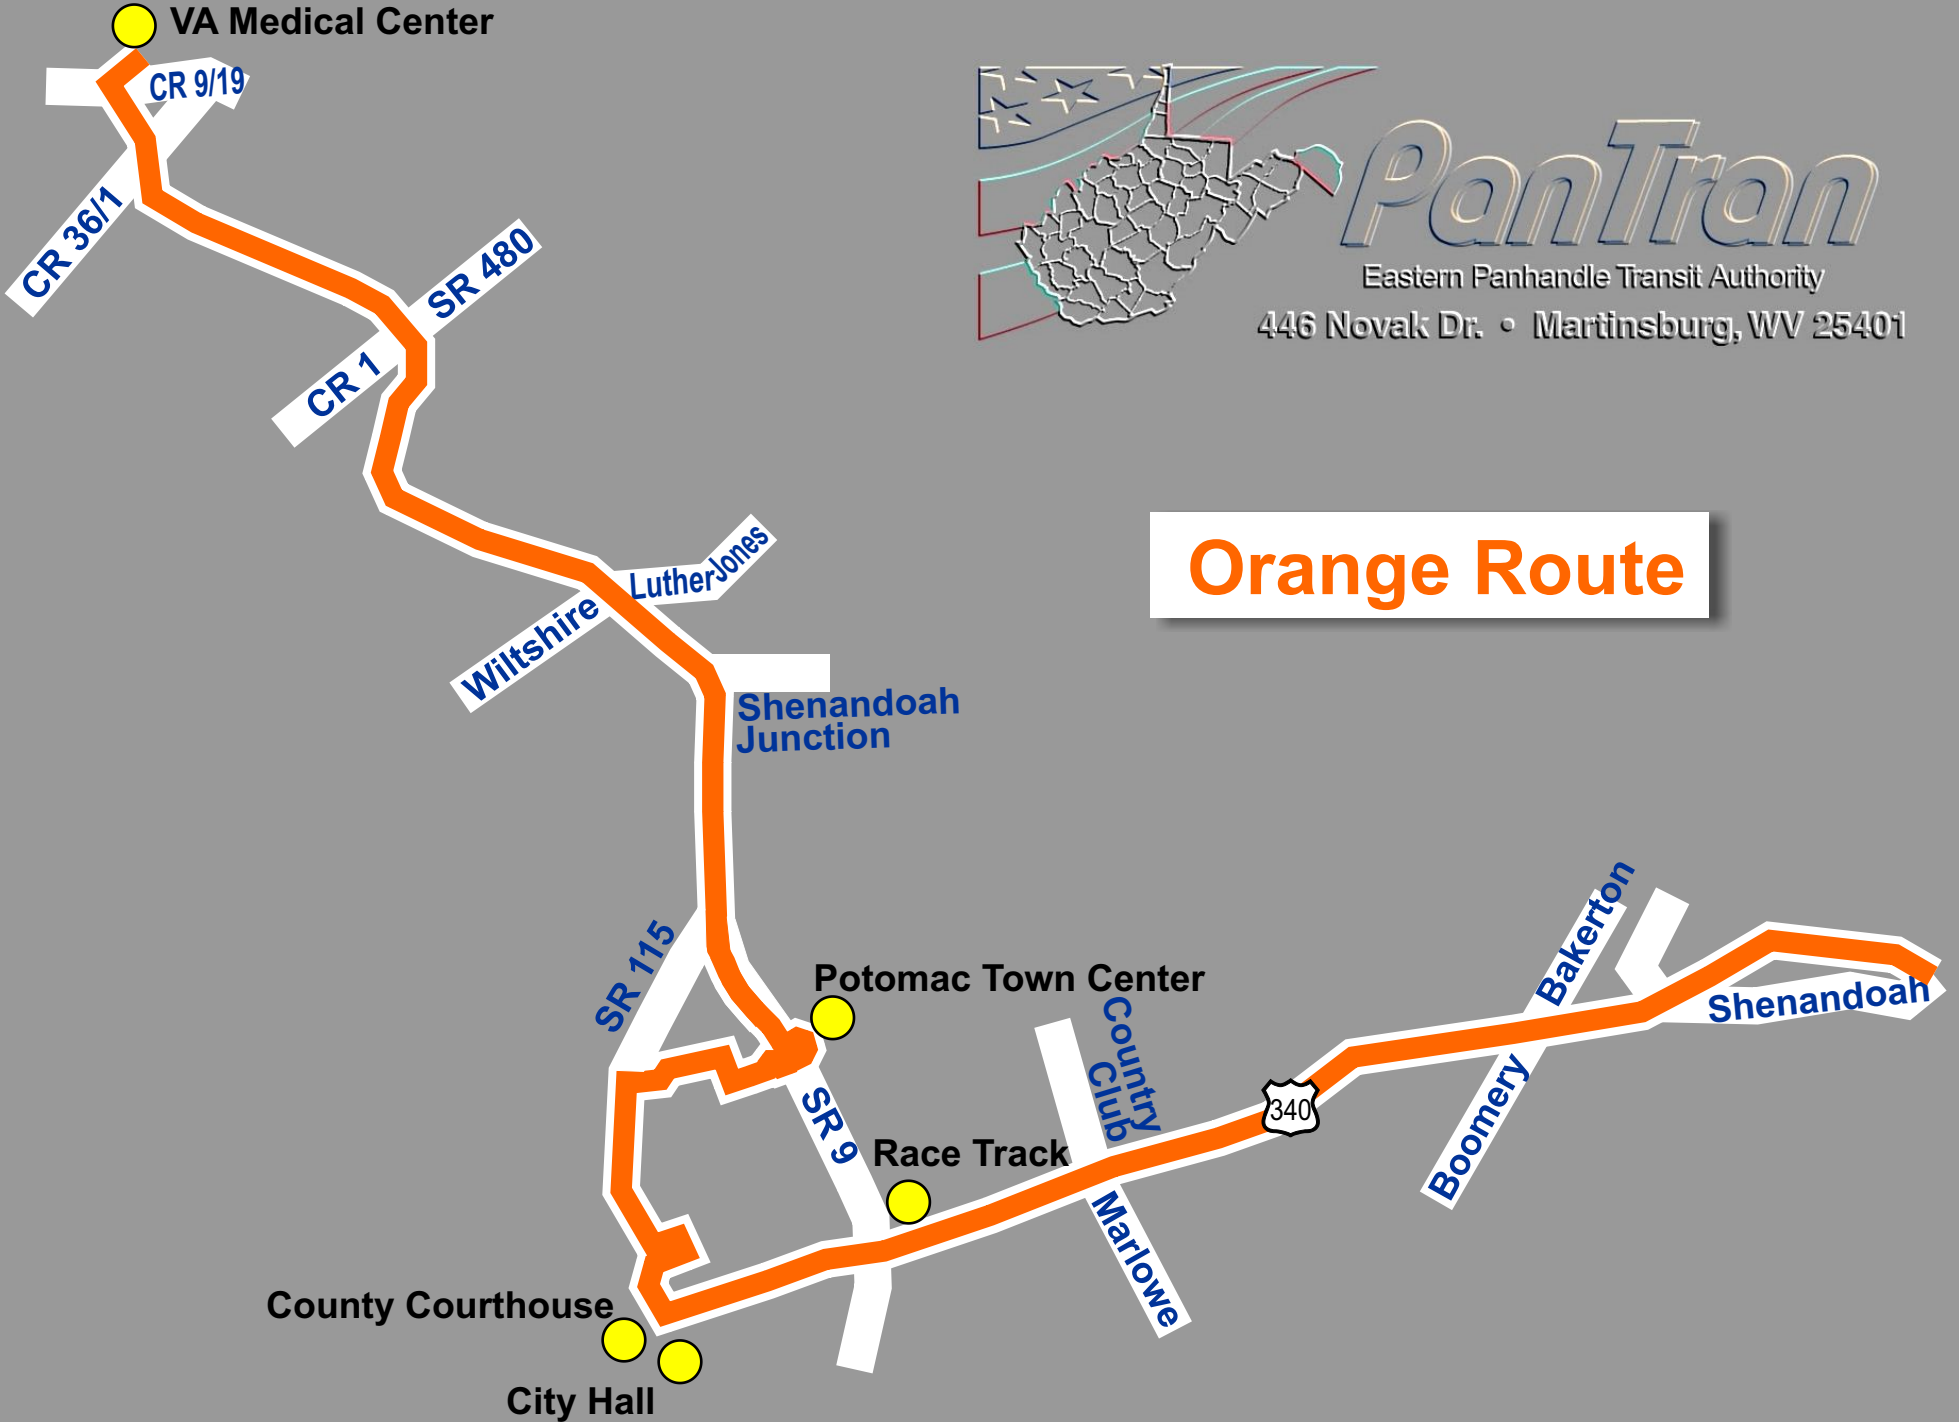 VA Medical Center
CR 9/19
CR 36/1
SR 480
CR 1
PanTran
Eastern Panhandle Transit Authority
446 Novak Dr. • Martinsburg, WV 25401
Orange Route
Luther Jones
Wiltshire
Shenandoah
Junction
SR 115
Potomac Town Center
Country
Club
SR 9
Race Track
Marlowe
340
Bakerton
Boomery
Shenandoah
County Courthouse
City Hall